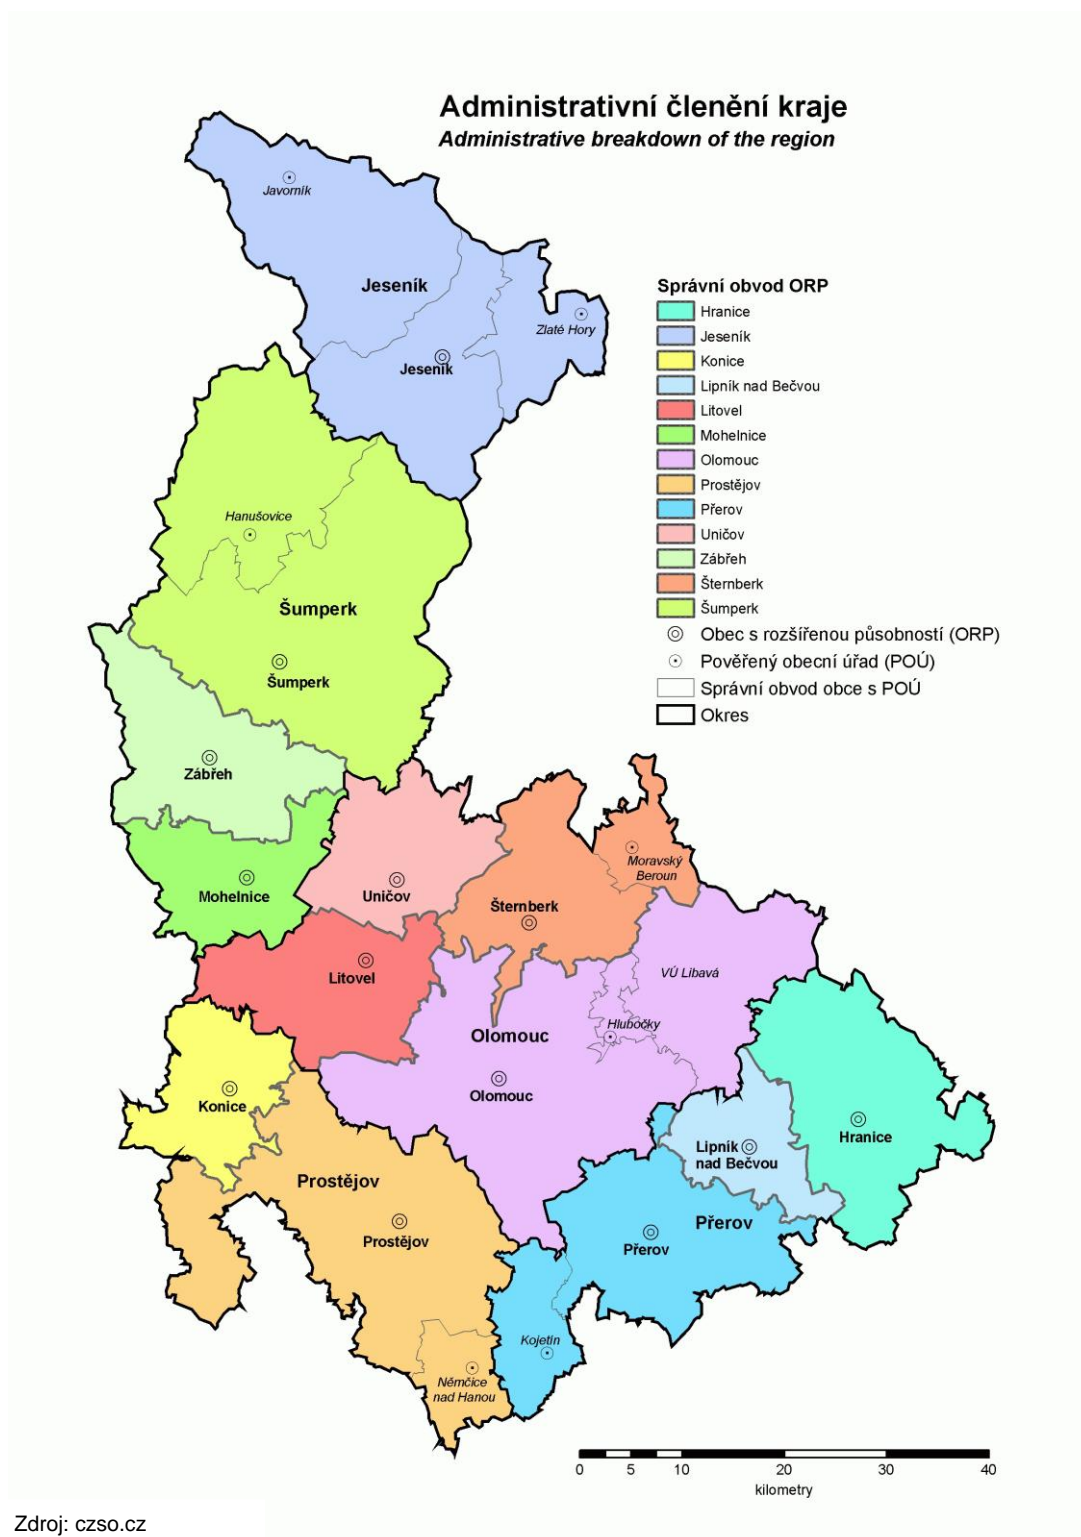 Administrativní členění kraje
Administrative breakdown of the region
Javorník
Jeseník
Zlaté Hory
Jeseník
Správní obvod ORP
Hranice
Jeseník
Konice
Lipník nad Bečvou
Litovel
Mohelnice
Olomouc
Prostějov
Přerov
Uničov
Zábřeh
Šternberk
Šumperk
Obec s rozšířenou působností (ORP)
Pověřený obecní úřad (POÚ)
Správní obvod obce s POÚ
Okres
Hanušovice
Šumperk
Šumperk
Zábřeh
Mohelnice
Uničov
Moravský
Beroun
Šternberk
Litovel
VÚ Libavá
Hlubočky
Olomouc
Olomouc
Konice
Hranice
Lipník
nad Bečvou
Prostějov
Prostějov
Přerov
Přerov
Kojetín
Němčice
nad Hanou
0 5 10 20 30 40
kilometry
Zdroj: czso.cz